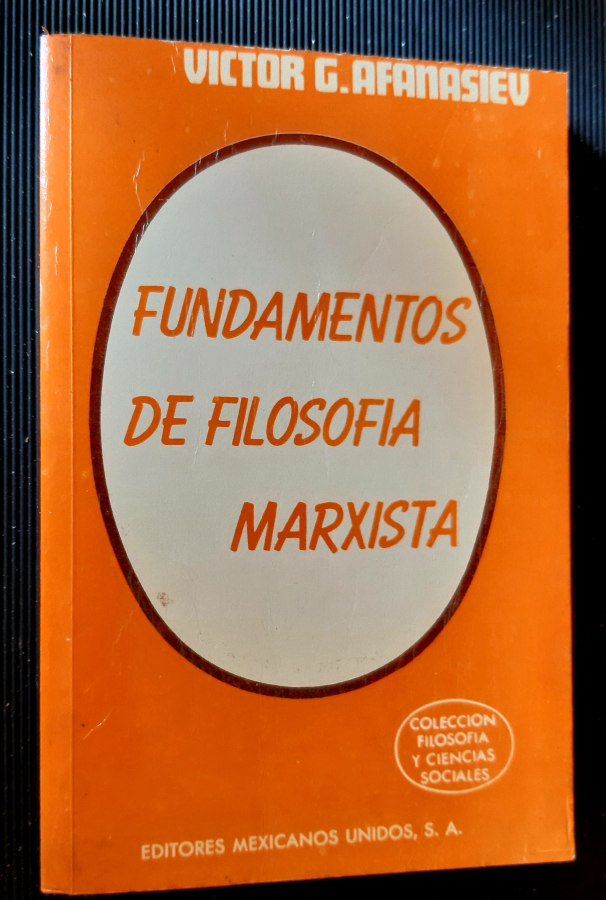 VICTOR G. AFANASIEV
FUNDAMENTOS
DE FILOSOFIA
MARXISTA
COLECCION
FILOSOFIA
Y CIENCIAS
SOCIALES
EDITORES MEXICANOS UNIDOS, S. A.